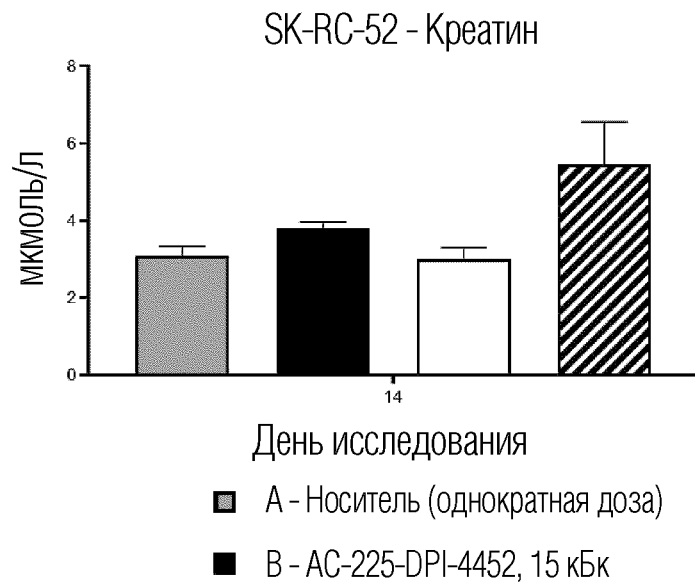 SK-RC-52 - Креатин
мкмоль/л
8
6
4
2
0
14
День исследования
A - Носитель (однократная доза)
B - AC-225-DPI-4452, 15 кБк